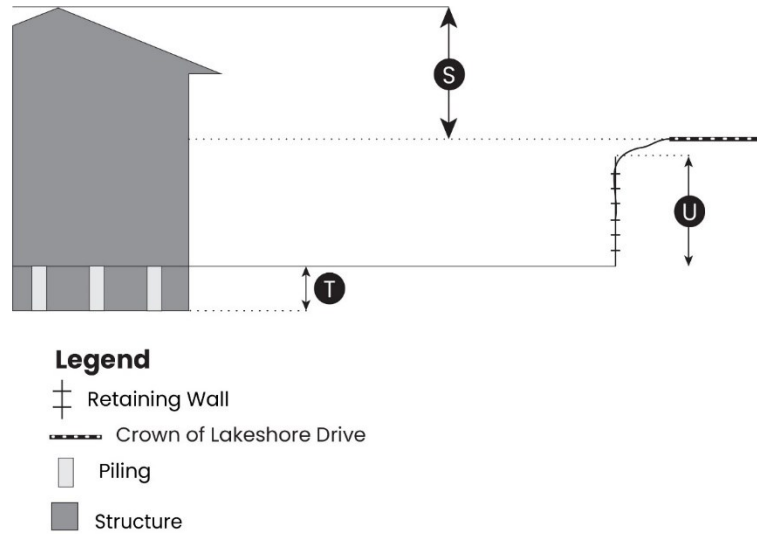 S
U
T
Legend
Retaining Wall
Crown of Lakeshore Drive
Piling
Structure